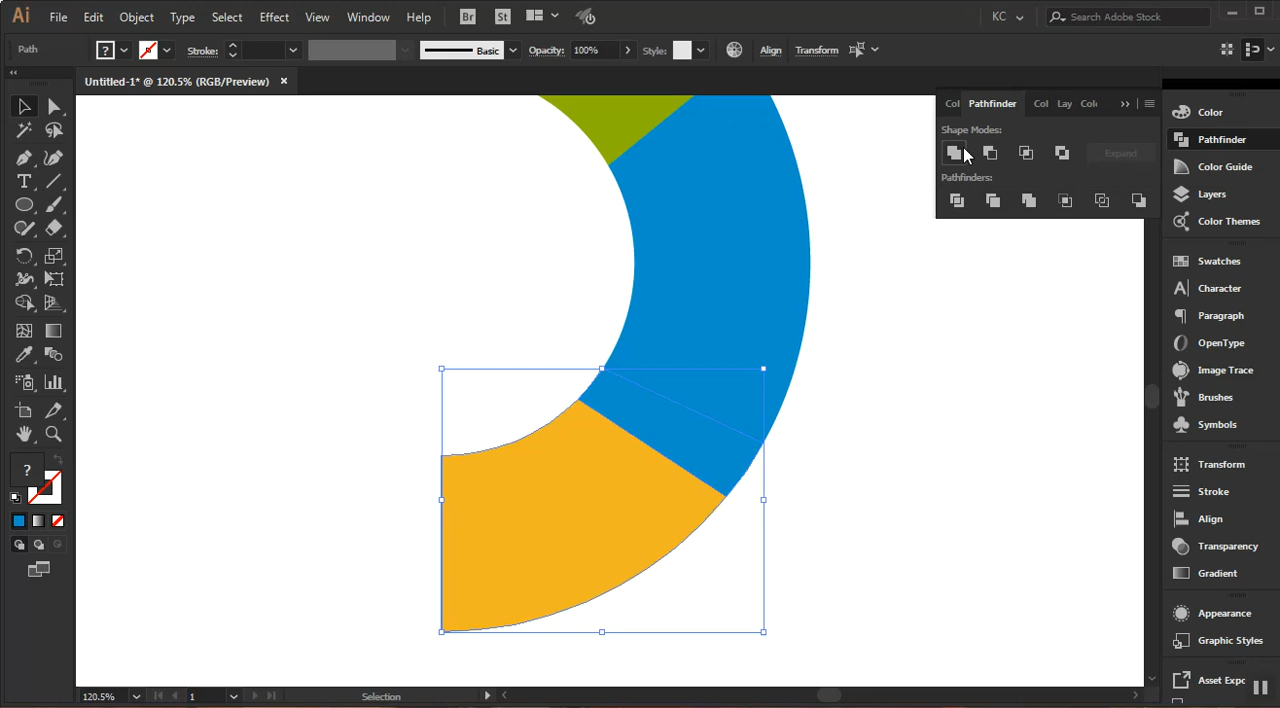 Ai File Edit Object Type Select Effect View Window Help Br St KC Search Adobe Stock
Path ? Stroke: Basic Opacity: 100% Style: Align Transform
Untitled-1* @ 120.5% (RGB/Preview)
Col Pathfinder Col Lay Colo
Shape Modes:
Expand
Pathfinders:
Color
Pathfinder
Color Guide
Layers
Color Themes
Swatches
Character
Paragraph
OpenType
Image Trace
Brushes
Symbols
Transform
Stroke
Align
Transparency
Gradient
Appearance
Graphic Styles
Asset Expo
T
?
120.5% 1 Selection